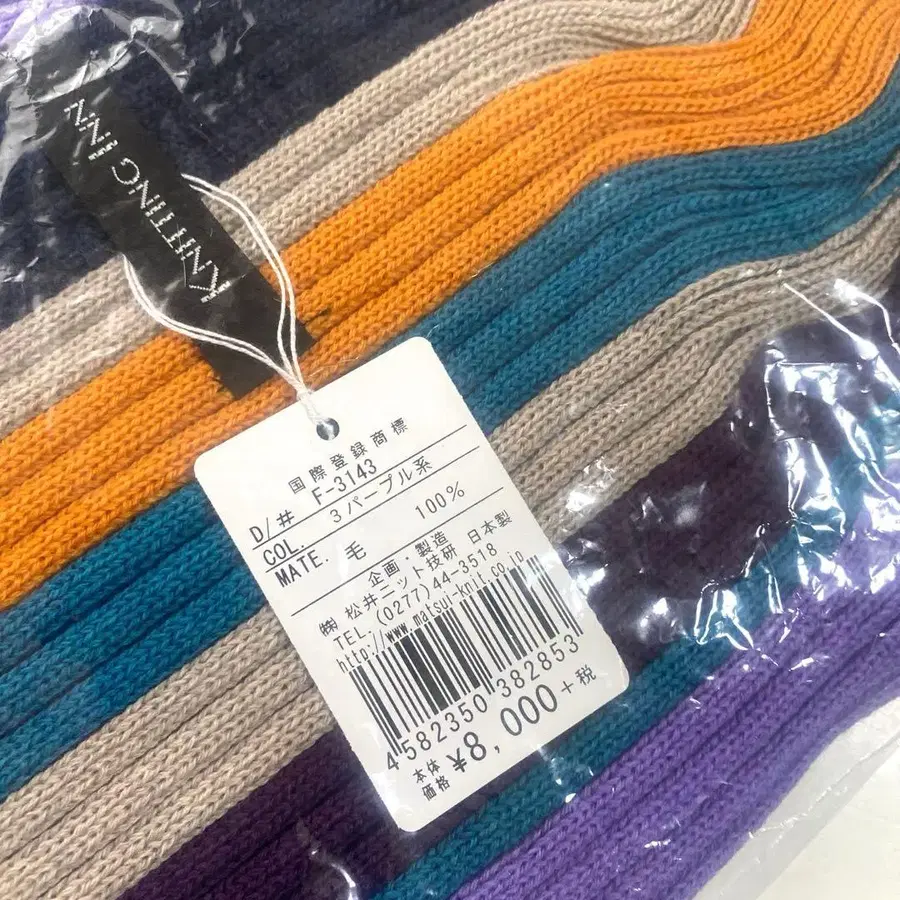 KNITTING INN
国際登録商標
D/# F-3143
COL. 3パープル系
MATE. 毛 100%
企画・製造
㈱松井ニット技研 日本製
TEL.(0277)44-3518
http://www.matsui-knit.co.jp
4582350 382853
本体価格 ¥8,000+税